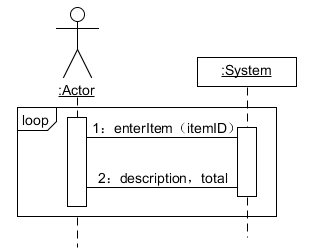 :Actor
:System
loop
1：enterItem（itemID）
2：description，total